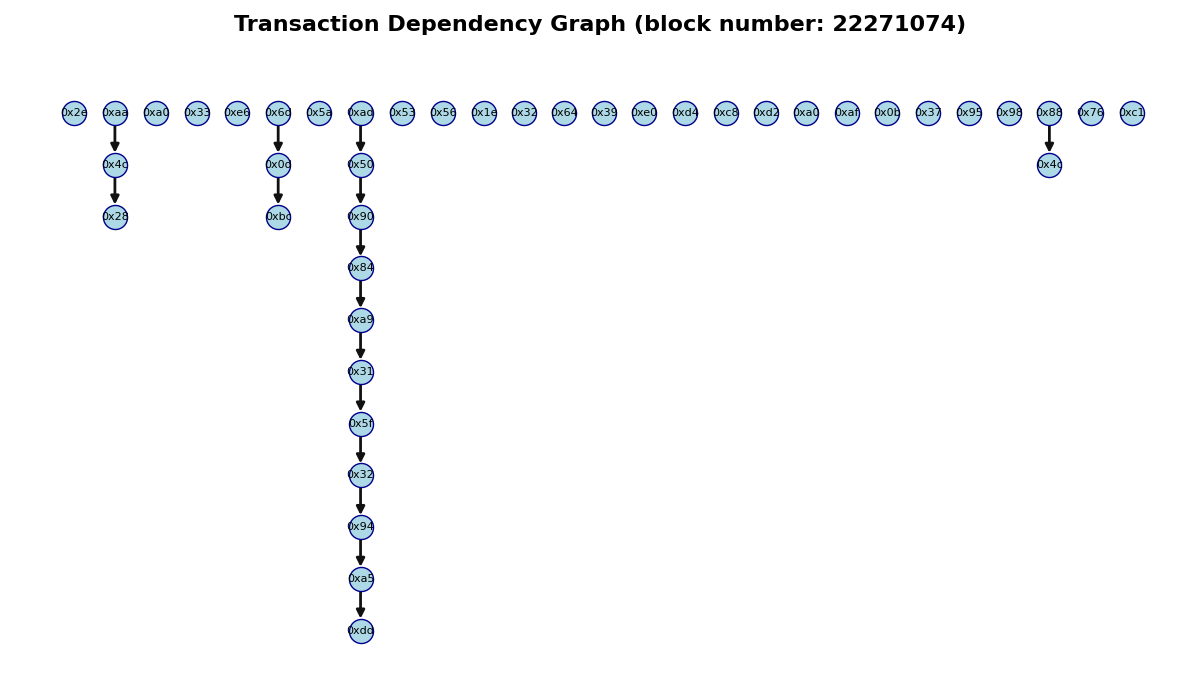 Transaction Dependency Graph (block number: 22271074)
0x2e 0xaa 0xa0 0x33 0xe6 0x6d 0x5a 0xad 0x53 0x56 0x1e 0x32 0x64 0x39 0xe0 0xd4 0xc8 0xd2 0xa0 0xaf 0x0b 0x37 0x95 0x98 0x88 0x76 0xc1
0x4c 0x0d 0x50 0x4c
0x28 0xbc 0x90
0x84
0xa9
0x31
0x5f
0x32
0x94
0xa5